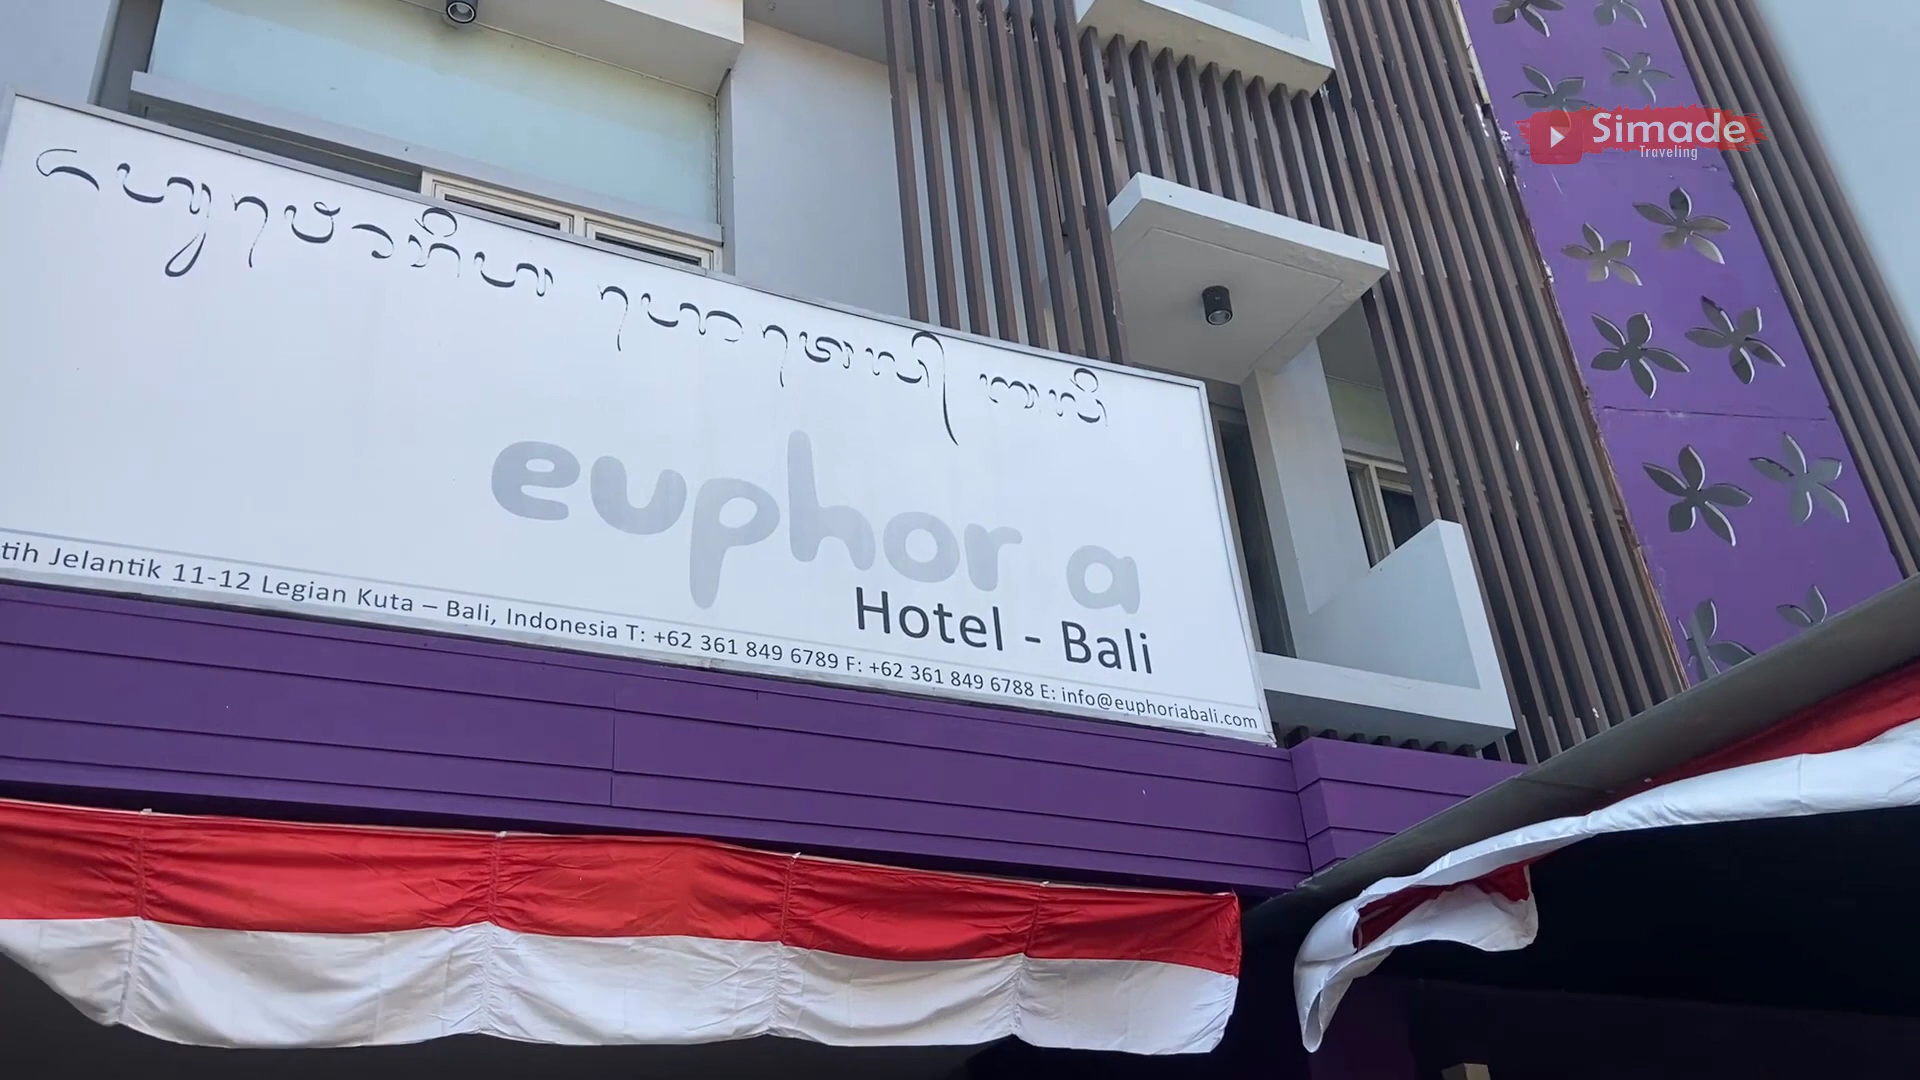 Simade
Traveling
euphor a
Hotel - Bali
Jelantik 11-12 Legian Kuta – Bali, Indonesia T: +62 361 849 6789 F: +62 361 849 6788 E: info@euphoriabali.com